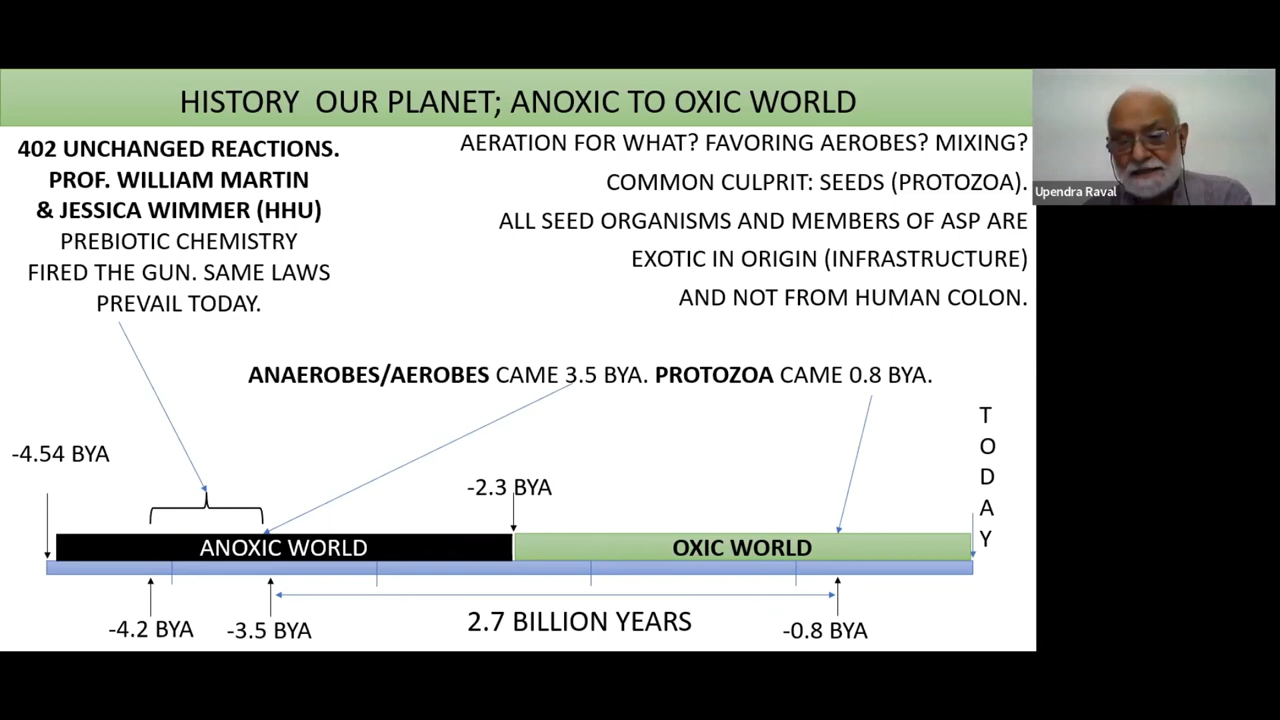 HISTORY OUR PLANET; ANOXIC TO OXIC WORLD
402 UNCHANGED REACTIONS.
PROF. WILLIAM MARTIN
& JESSICA WIMMER (HHU)
PREBIOTIC CHEMISTRY
FIRED THE GUN. SAME LAWS
PREVAIL TODAY.
AERATION FOR WHAT? FAVORING AEROBES? MIXING?
COMMON CULPRIT: SEEDS (PROTOZOA).
ALL SEED ORGANISMS AND MEMBERS OF ASP ARE
EXOTIC IN ORIGIN (INFRASTRUCTURE)
AND NOT FROM HUMAN COLON.
Upendra Raval
ANAEROBES/AEROBES CAME 3.5 BYA. PROTOZOA CAME 0.8 BYA.
-4.54 BYA
-2.3 BYA
T
O
D
A
Y
ANOXIC WORLD
OXIC WORLD
-4.2 BYA
-3.5 BYA
2.7 BILLION YEARS
-0.8 BYA